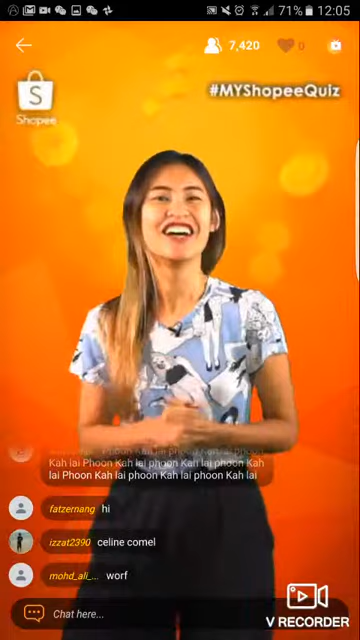 71% 12:05
7,420
0
S
Shopee
#MYShopeeQuiz
Kah lai Phoon Kah lai phoon Kah lai phoon Kah
lai Phoon Kah lai phoon Kah lai phoon Kah lai
fatzernang hi
izzat2390 celine comel
mohd_ali_... worf
Chat here...
V RECORDER